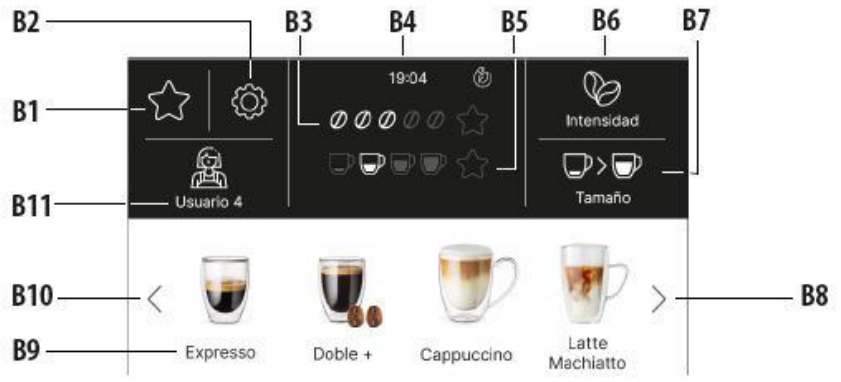 B2 B3 B4 B5 B6 B7
19:04
B1
Intensidad
Usuario 4
Tamaño
B11
B10
B8
B9
Expresso
Doble +
Cappuccino
Latte
Machiatto